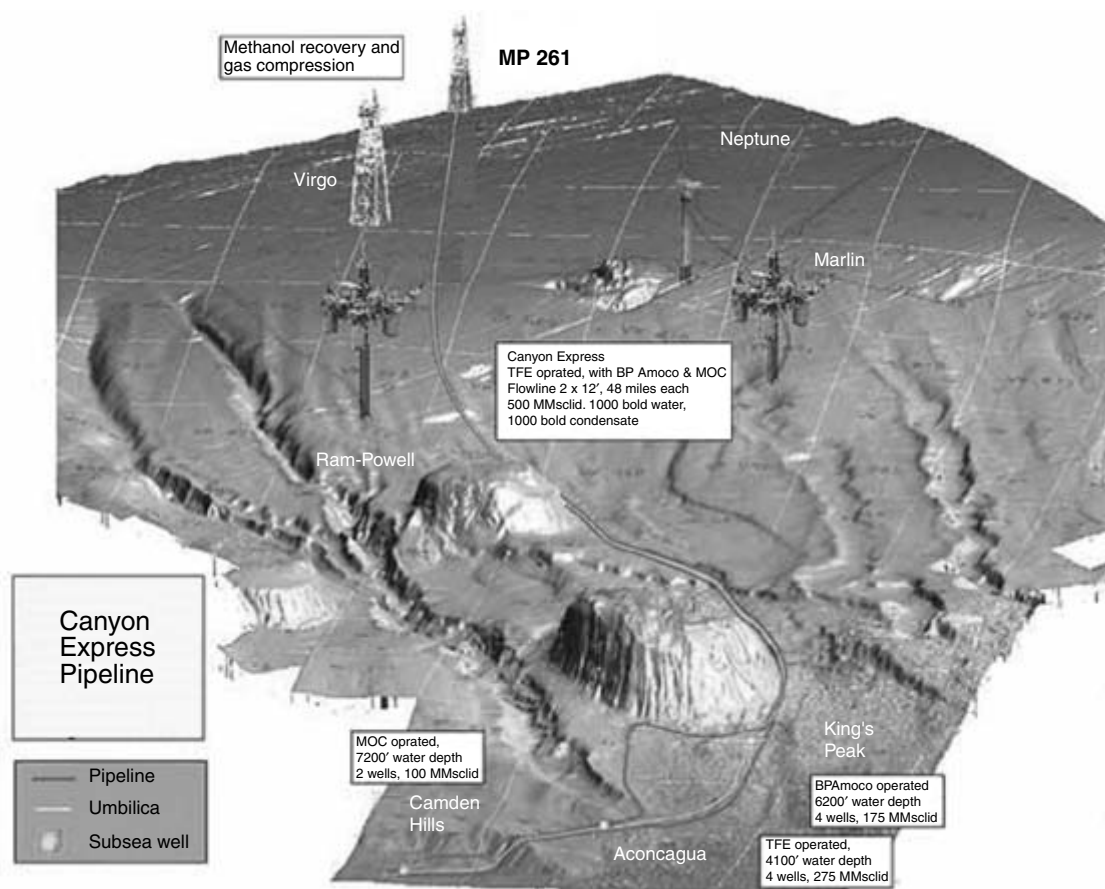 Methanol recovery and
gas compression
MP 261
Neptune
Virgo
Marlin
Canyon Express
TFE oprated, with BP Amoco & MOC
Flowline 2 x 12′, 48 miles each
500 MMsclid. 1000 bold water,
1000 bold condensate
Ram-Powell
Canyon
Express
Pipeline
King's
Peak
MOC oprated,
7200′ water depth
2 wells, 100 MMsclid
BPAmoco operated
6200′ water depth
4 wells, 175 MMsclid
Camden
Hills
Aconcagua
TFE operated,
4100′ water depth
4 wells, 275 MMsclid
Pipeline
Umbilica
Subsea well